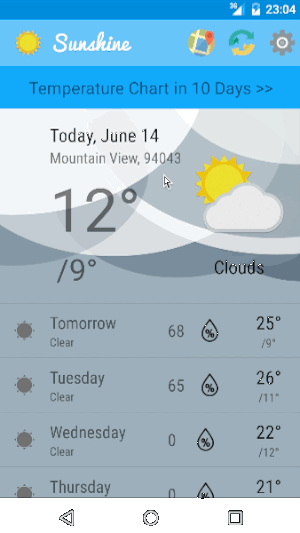 3G 23:04
Sunshine
Temperature Chart in 10 Days >>
Today, June 14
Mountain View, 94043
12°
/9°
Clouds
Tomorrow
Clear
68 %
25°
/9°
Tuesday
Clear
65 %
26°
/11°
Wednesday
Clear
0 %
22°
/12°
Thursday
0 %
21°